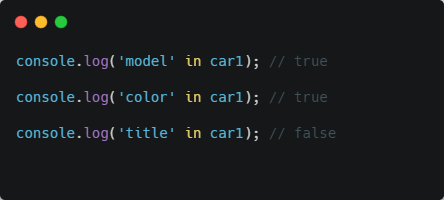 console.log('model' in car1); // true
console.log('color' in car1); // true
console.log('title' in car1); // false